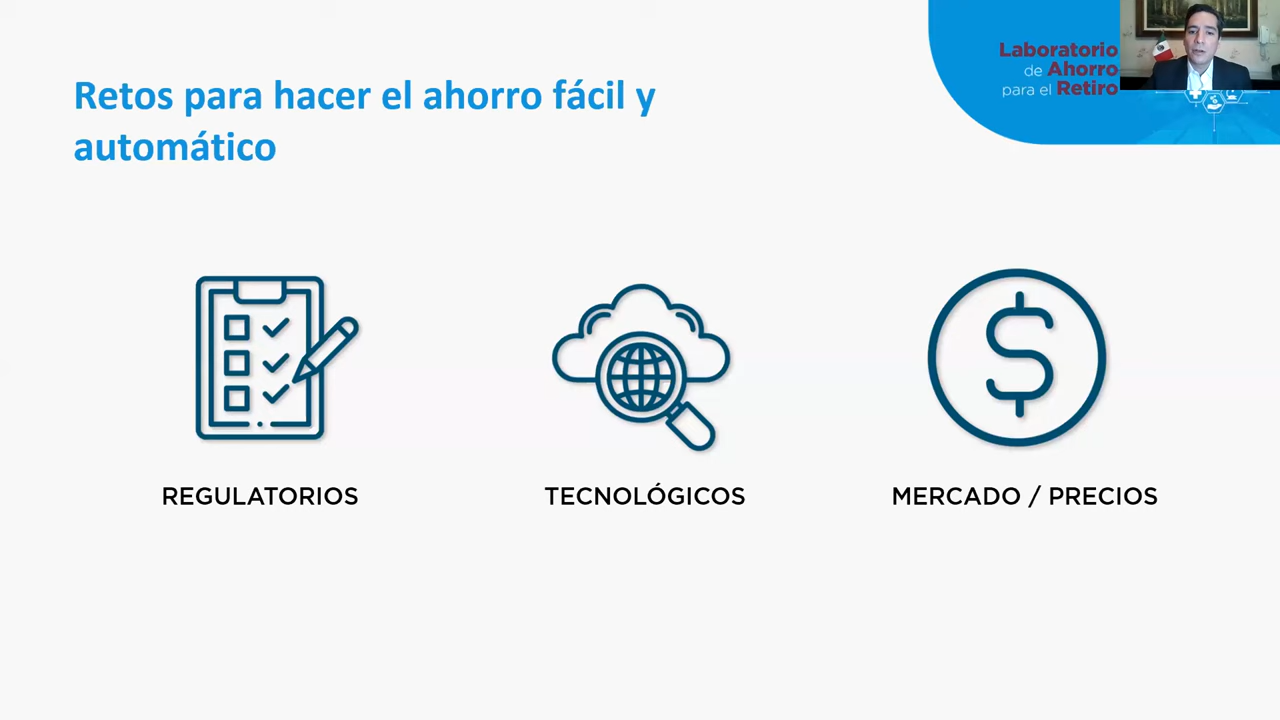 Retos para hacer el ahorro fácil y
automático
Laboratorio
de Ahorro
para el Retiro
REGULATORIOS
TECNOLÓGICOS
MERCADO / PRECIOS